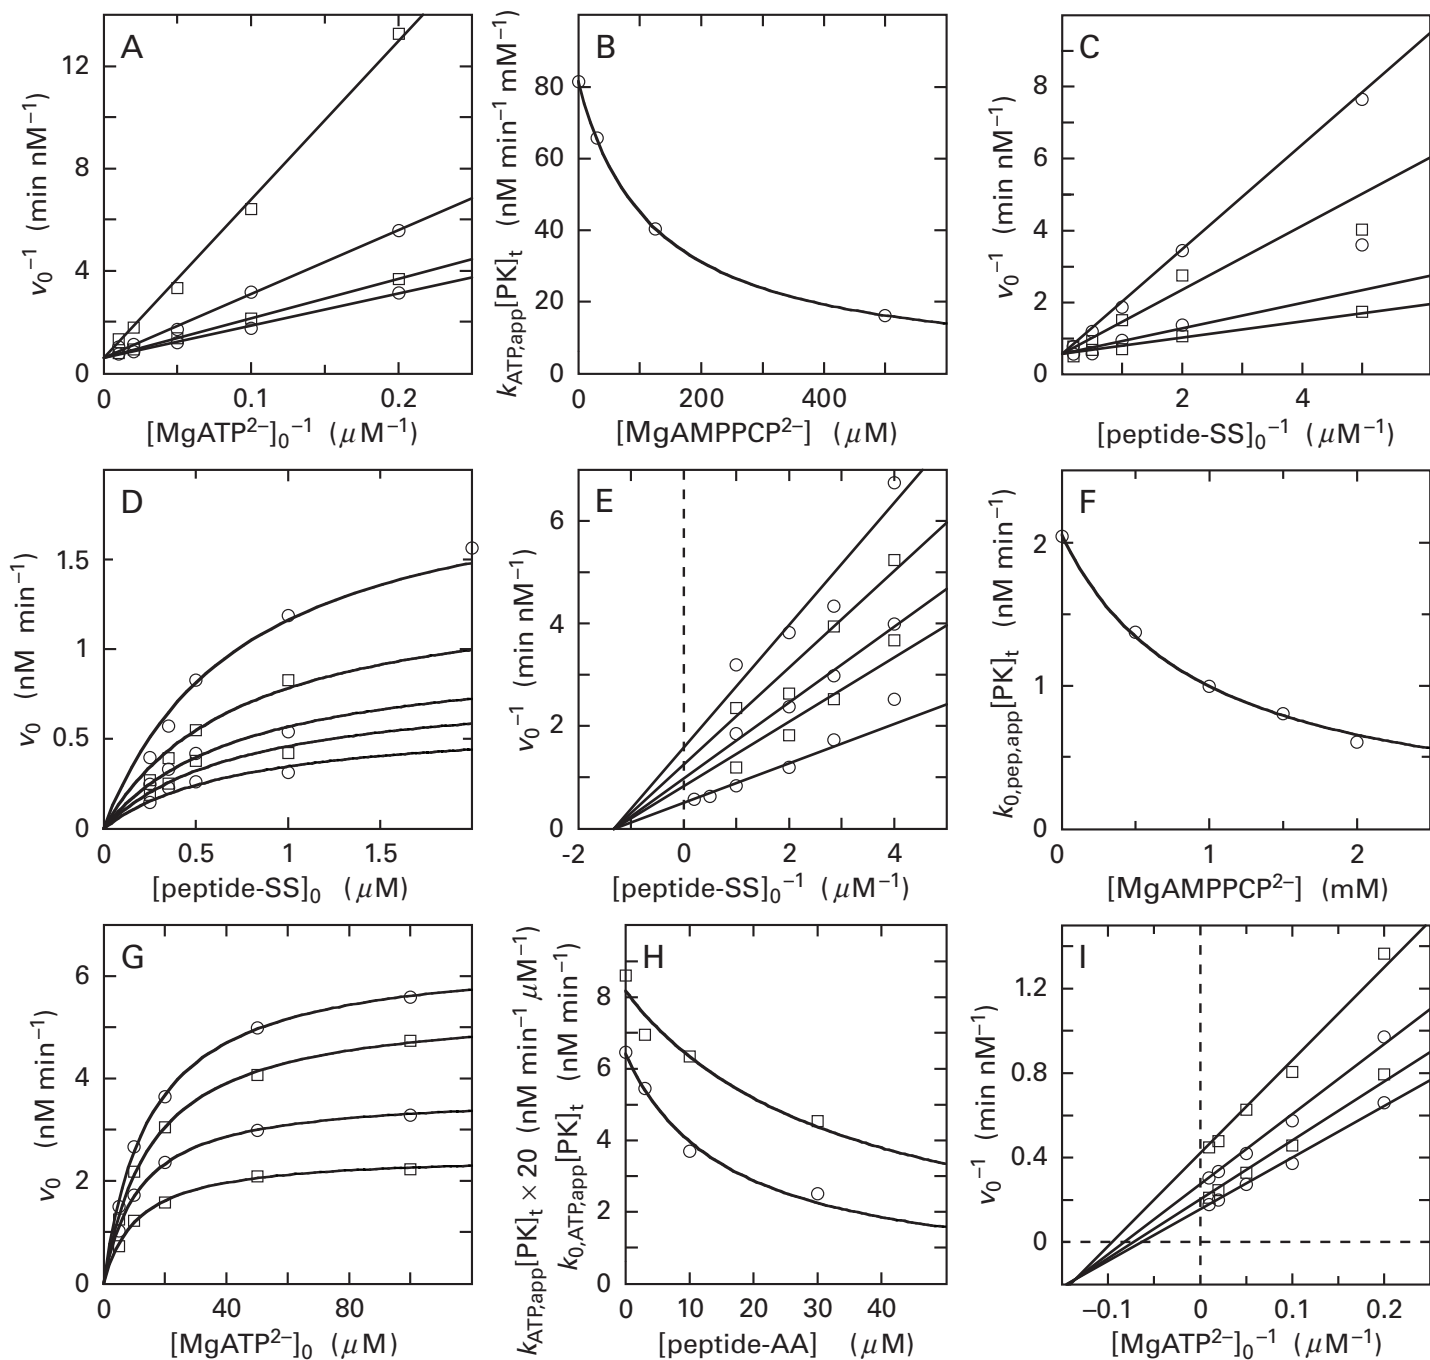 A
12
8
4
0
0
0.1
0.2
v₀⁻¹ (min nM⁻¹)
[MgATP²⁻]₀⁻¹ (μM⁻¹)
B
80
60
40
20
0
0
200
400
k_ATP,app[PK]_t (nM min⁻¹ mM⁻¹)
[MgAMPPCP²⁻] (μM)
C
8
6
4
2
0
2
4
v₀⁻¹ (min nM⁻¹)
[peptide-SS]₀⁻¹ (μM⁻¹)
D
1.5
1
0.5
0
0
0.5
1
1.5
v₀ (nM min⁻¹)
[peptide-SS]₀ (μM)
E
6
4
2
0
-2
0
2
4
v₀⁻¹ (min nM⁻¹)
[peptide-SS]₀⁻¹ (μM⁻¹)
F
2
1
0
0
1
2
k_0,pep,app[PK]_t (nM min⁻¹)
[MgAMPPCP²⁻] (mM)
G
6
4
2
0
0
40
80
v₀ (nM min⁻¹)
[MgATP²⁻]₀ (μM)
H
8
6
4
2
0
0
10
20
30
40
k_ATP,app[PK]_t × 20 (nM min⁻¹ μM⁻¹)
k_0,ATP,app[PK]_t (nM min⁻¹)
[peptide-AA] (μM)
I
1.2
0.8
0.4
0
−0.1
0
0.1
0.2
v₀⁻¹ (min nM⁻¹)
[MgATP²⁻]₀⁻¹ (μM⁻¹)